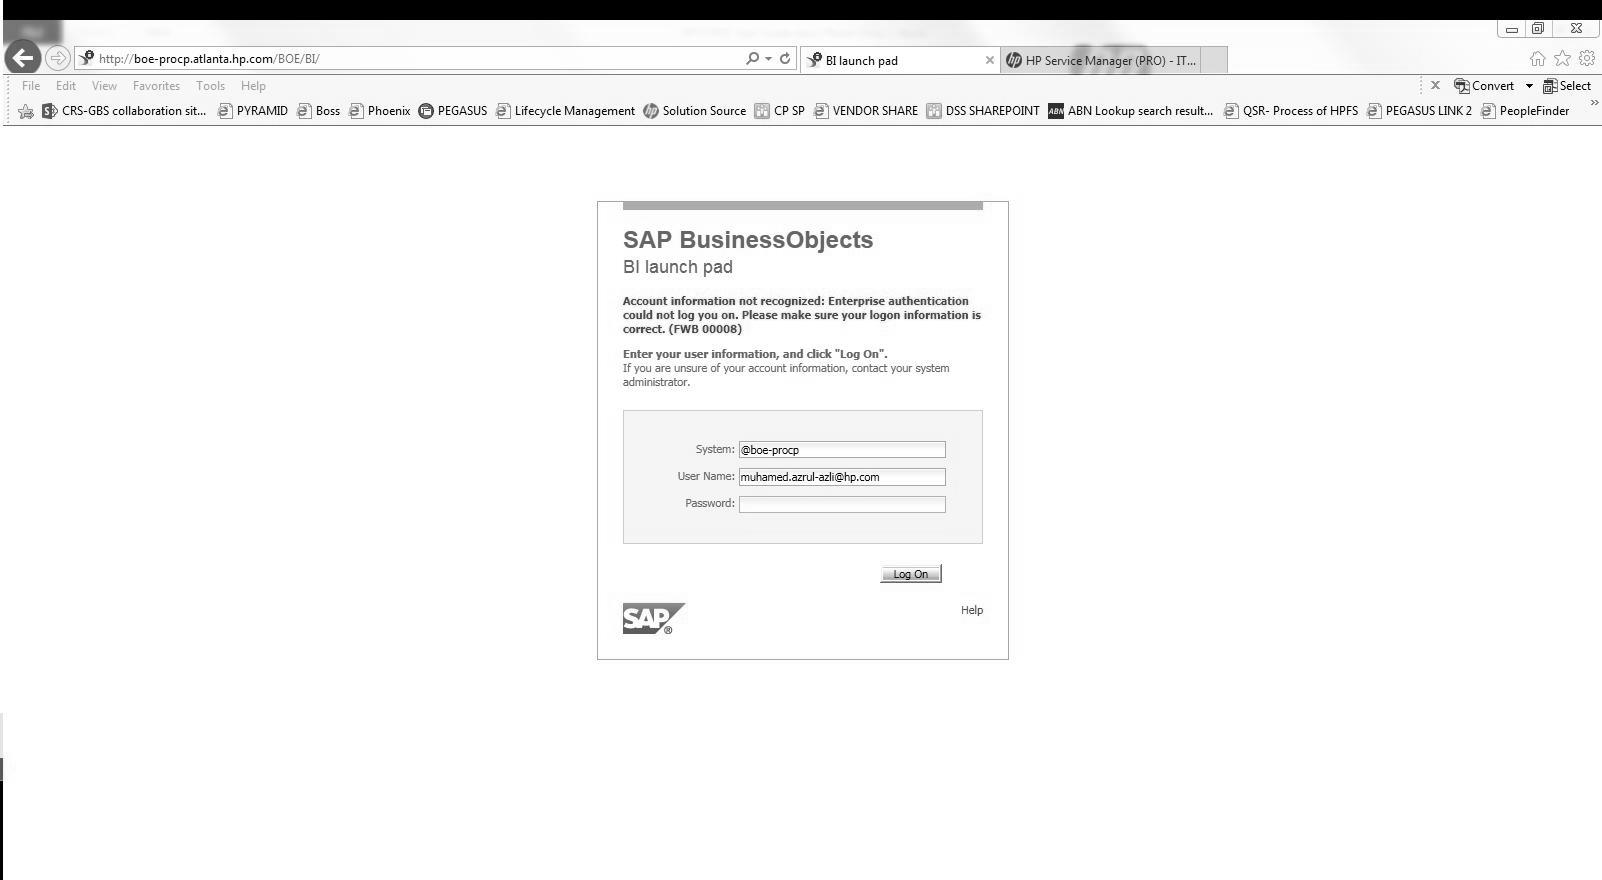 http://boe-procp.atlanta.hp.com/BOE/BI/
BI launch pad
HP Service Manager (PRO) - IT...
File Edit View Favorites Tools Help
Convert Select
CRS-GBS collaboration sit... PYRAMID Boss Phoenix PEGASUS Lifecycle Management Solution Source CP SP VENDOR SHARE DSS SHAREPOINT ABN ABN Lookup search result... QSR- Process of HPFS PEGASUS LINK 2 PeopleFinder
SAP BusinessObjects
BI launch pad
Account information not recognized: Enterprise authentication
could not log you on. Please make sure your logon information is
correct. (FWB 00008)
Enter your user information, and click "Log On".
If you are unsure of your account information, contact your system
administrator.
System: @boe-procp
User Name: muhamed.azrul-azli@hp.com
Password:
Log On
Help
SAP®